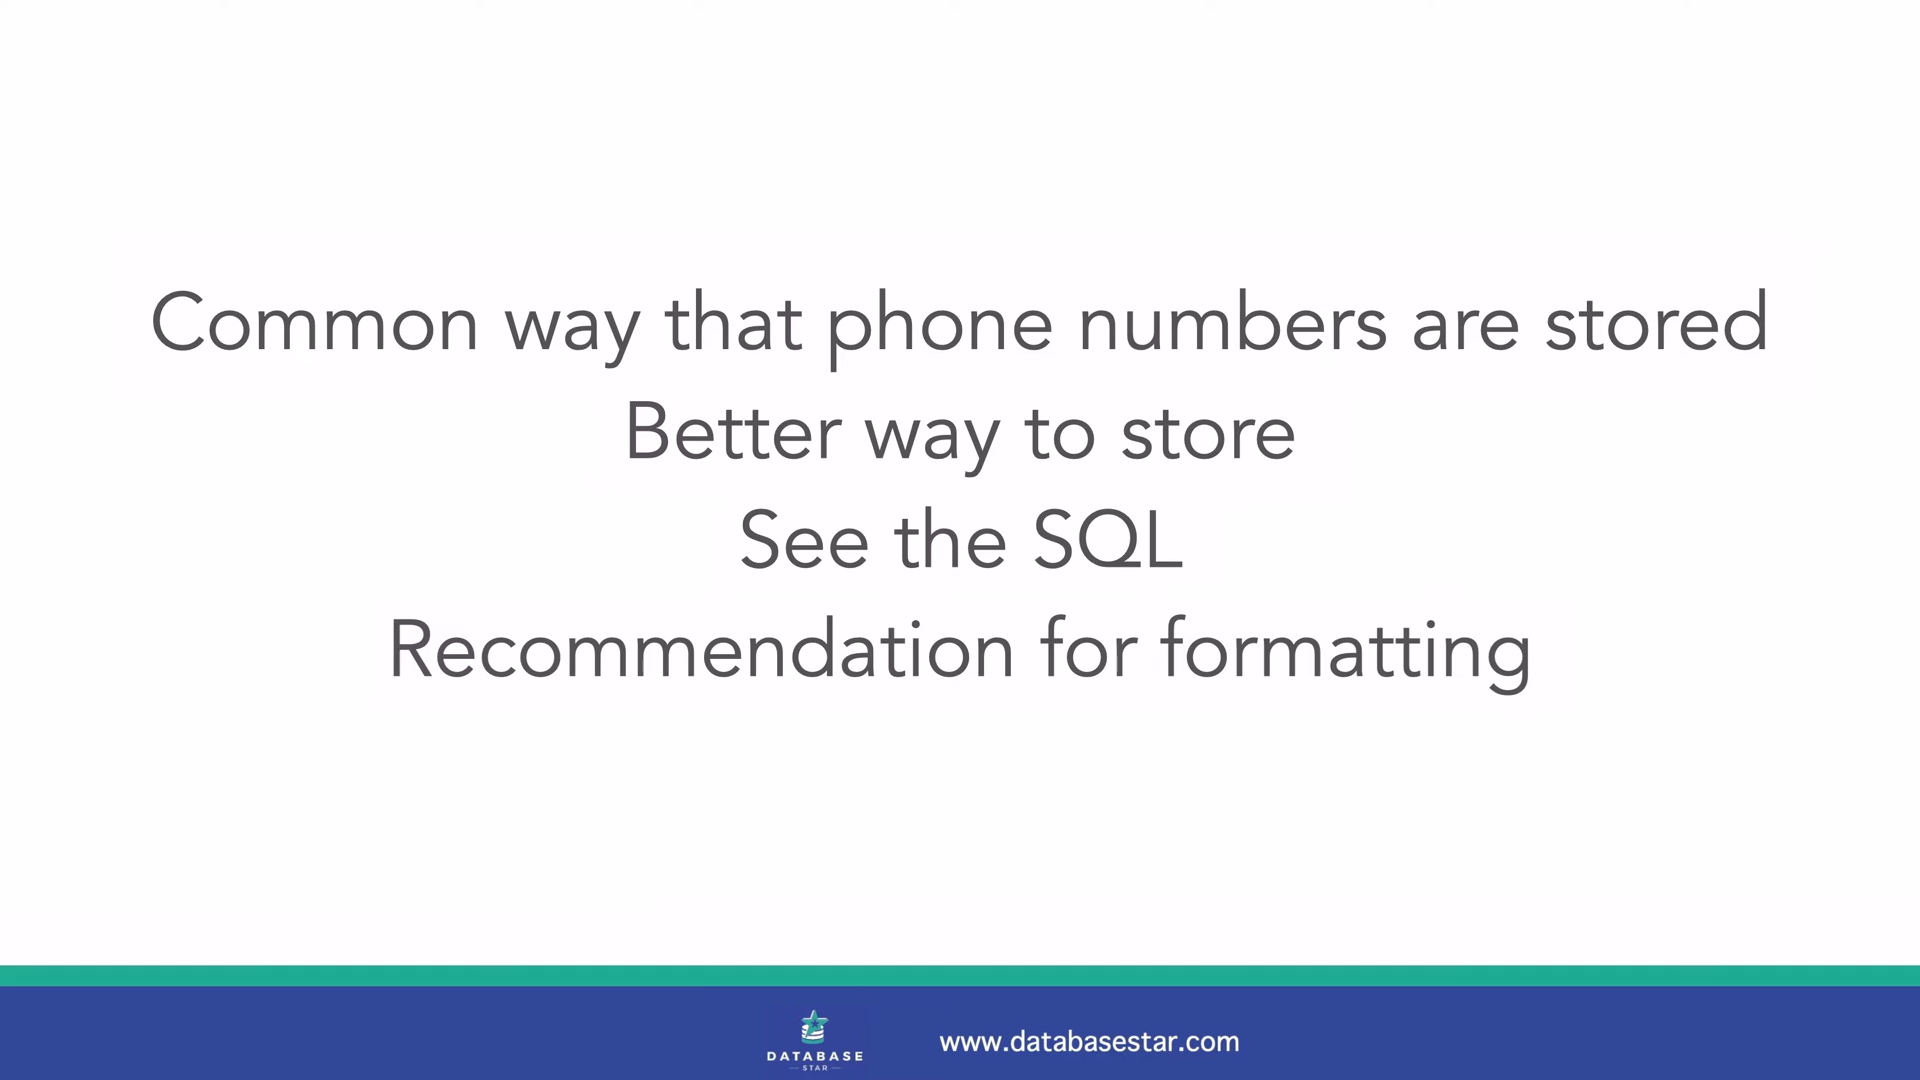 Common way that phone numbers are stored
Better way to store
See the SQL
Recommendation for formatting
DATABASE
STAR
www.databasestar.com